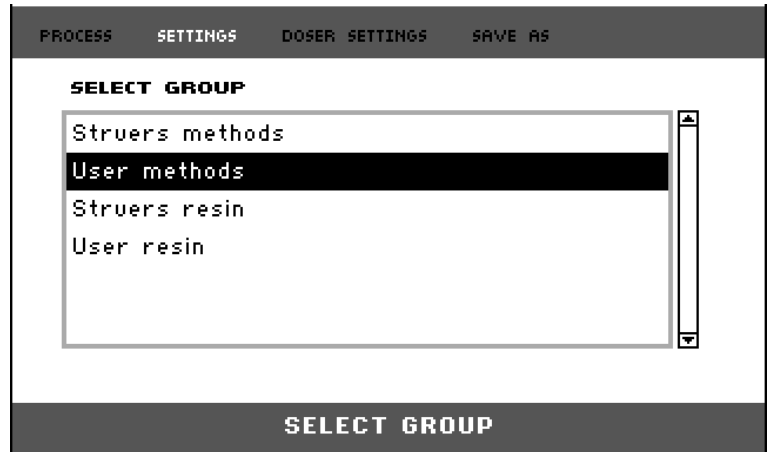 PROCESS SETTINGS DOSER SETTINGS SAVE AS
SELECT GROUP
Struers methods
User methods
Struers resin
User resin
SELECT GROUP